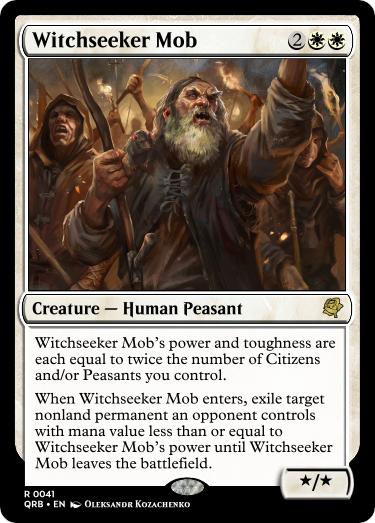 Witchseeker Mob 2
Creature — Human Peasant
Witchseeker Mob's power and toughness are
each equal to twice the number of Citizens
and/or Peasants you control.
When Witchseeker Mob enters, exile target
nonland permanent an opponent controls
with mana value less than or equal to
Witchseeker Mob's power until Witchseeker
Mob leaves the battlefield.
★/★
R 0041
QRB • EN Oleksandr Kozachenko